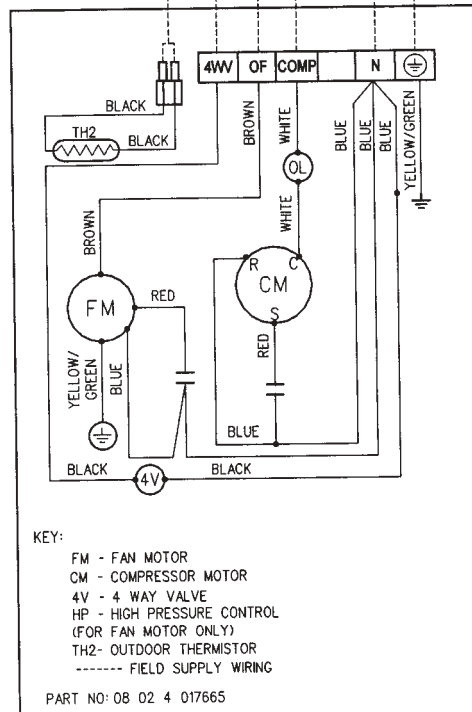 4WV OF COMP N
BLACK
TH2
BLACK
BROWN
WHITE
BLUE
BLUE
BLUE
YELLOW/GREEN
OL
WHITE
BROWN
R C
CM
S
FM
RED
RED
YELLOW/
GREEN
BLUE
BLUE
BLACK
4V
BLACK
KEY:
FM - FAN MOTOR
CM - COMPRESSOR MOTOR
4V - 4 WAY VALVE
HP - HIGH PRESSURE CONTROL
(FOR FAN MOTOR ONLY)
TH2- OUTDOOR THERMISTOR
------- FIELD SUPPLY WIRING
PART NO: 08 02 4 017665